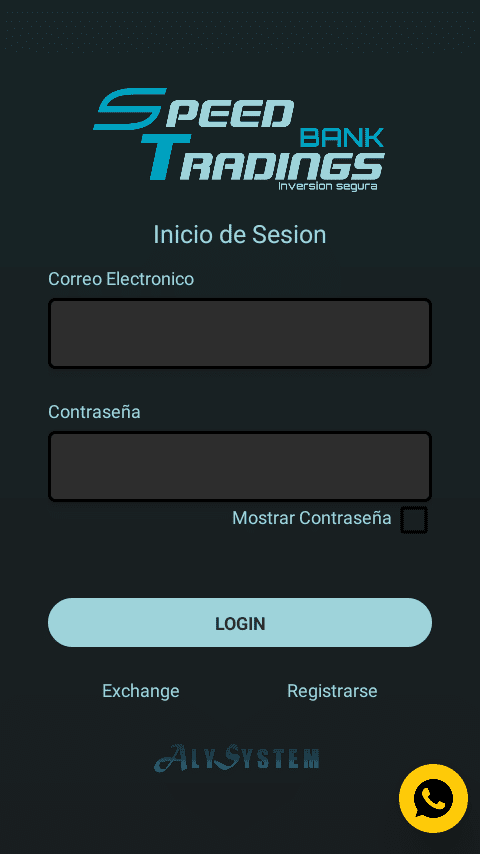 SPEED
BANK
TRADINGS
Inversion segura
Inicio de Sesion
Correo Electronico
Contraseña
Mostrar Contraseña
LOGIN
Exchange Registrarse
ALYSYSTEM